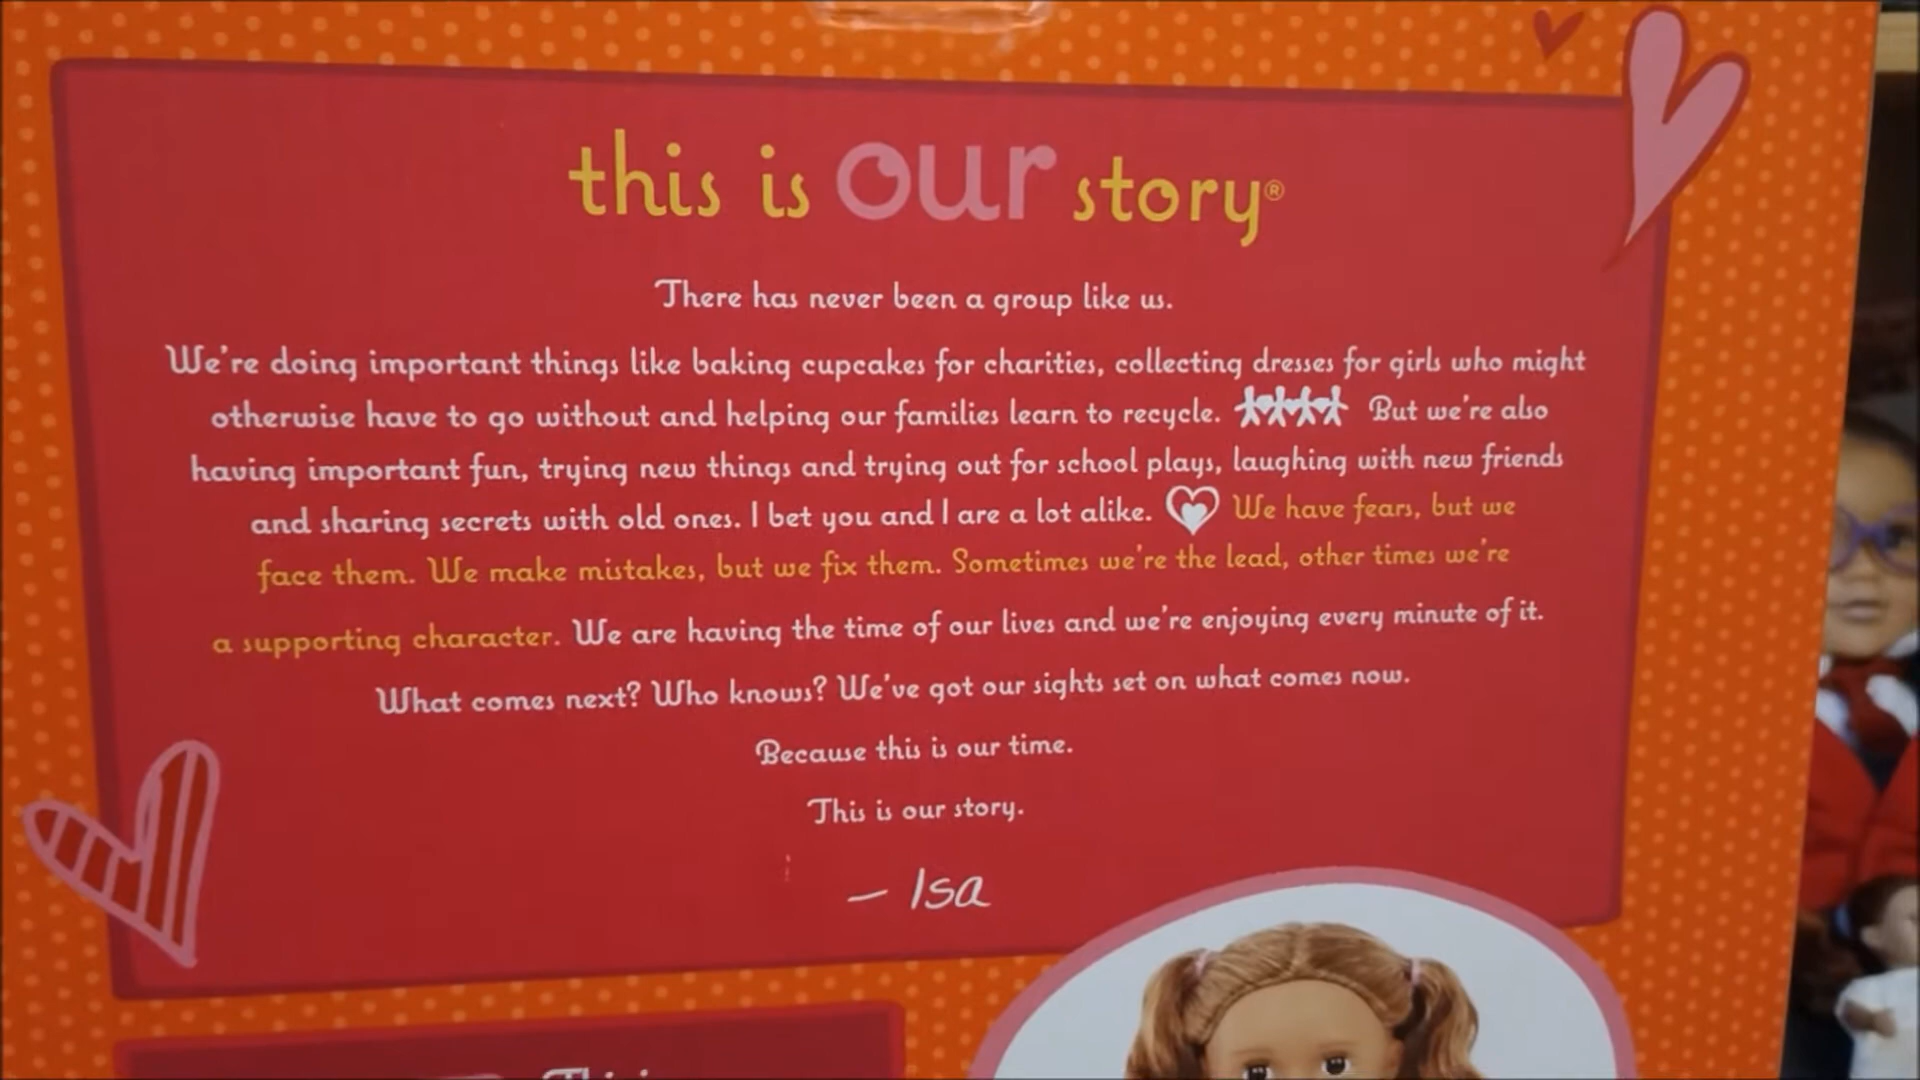 this is our story®
There has never been a group like us.
We're doing important things like baking cupcakes for charities, collecting dresses for girls who might
otherwise have to go without and helping our families learn to recycle. But we're also
having important fun, trying new things and trying out for school plays, laughing with new friends
and sharing secrets with old ones. I bet you and I are a lot alike. We have fears, but we
face them. We make mistakes, but we fix them. Sometimes we're the lead, other times we're
a supporting character. We are having the time of our lives and we're enjoying every minute of it.
What comes next? Who knows? We've got our sights set on what comes now.
Because this is our time.
This is our story.
— Isa